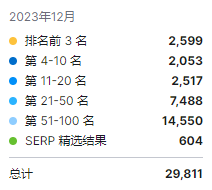 2023年12月
排名前 3 名 2,599
第 4-10 名 2,053
第 11-20 名 2,517
第 21-50 名 7,488
第 51-100 名 14,550
SERP 精选结果 604
总计 29,811